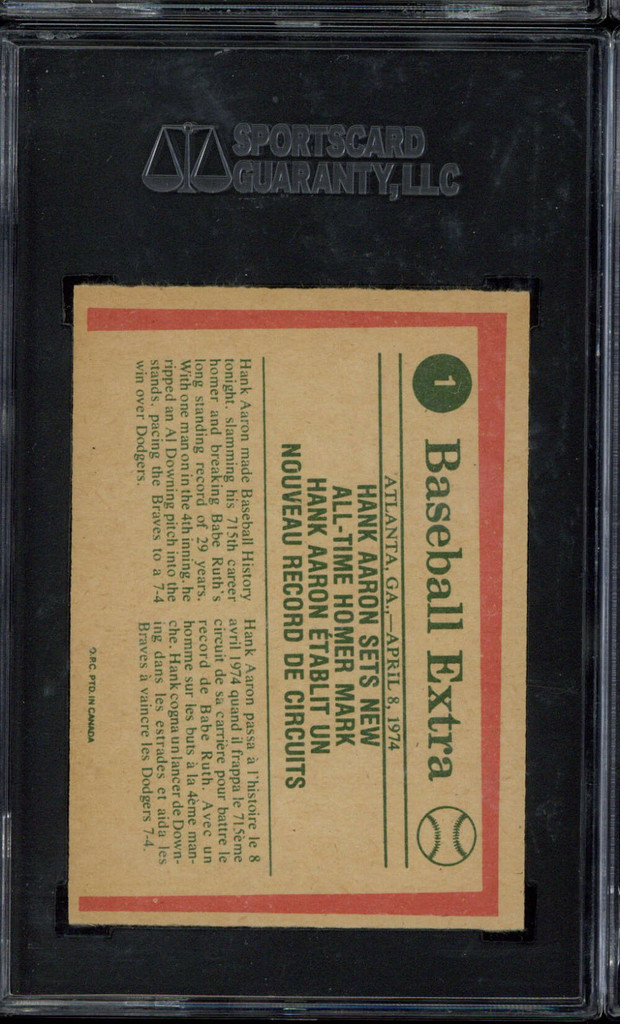 SPORTSCARD
GUARANTY, LLC
1
Baseball Extra
ATLANTA, GA.,—APRIL 8, 1974
HANK AARON SETS NEW
ALL-TIME HOMER MARK
HANK AARON ÉTABLIT UN
NOUVEAU RECORD DE CIRCUITS
Hank Aaron made Baseball History
tonight, slamming his 715th career
homer and breaking Babe Ruth's
long standing record of 29 years.
With one man on in the 4th inning, he
ripped an Al Downing pitch into the
stands, pacing the Braves to a 7-4
win over Dodgers.
Hank Aaron passa à l'histoire le 8
avril 1974 quand il frappa le 715ème
circuit de sa carrière pour battre le
record de Babe Ruth. Avec un
homme sur les buts à la 4ème man-
che. Hank cogna un lancer de Down-
ing dans les estrades et aida les
Braves à vaincre les Dodgers 7-4.
O.P.C. PTD. IN CANADA